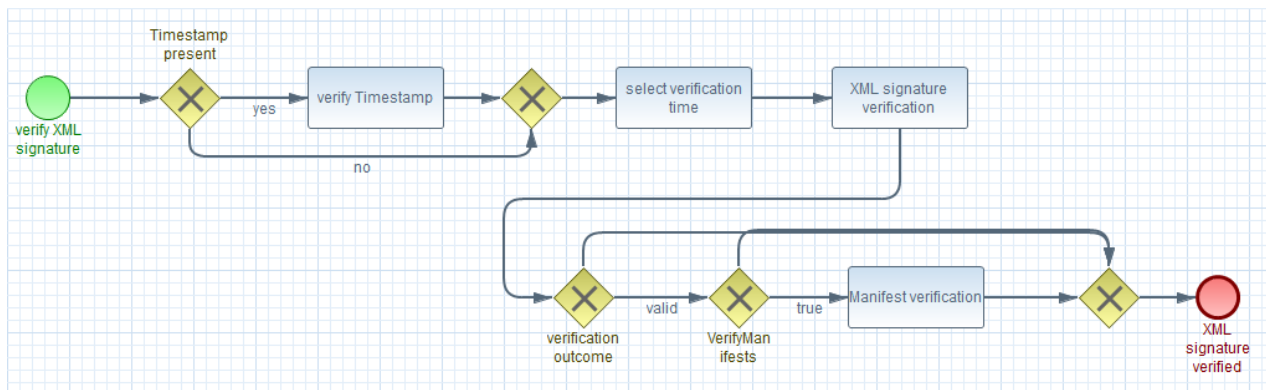 Timestamp
present
verify Timestamp
select verification
time
XML signature
verification
yes
verify XML
signature
no
valid
true
Manifest verification
verification
outcome
VerifyMan
ifests
XML
signature
verified